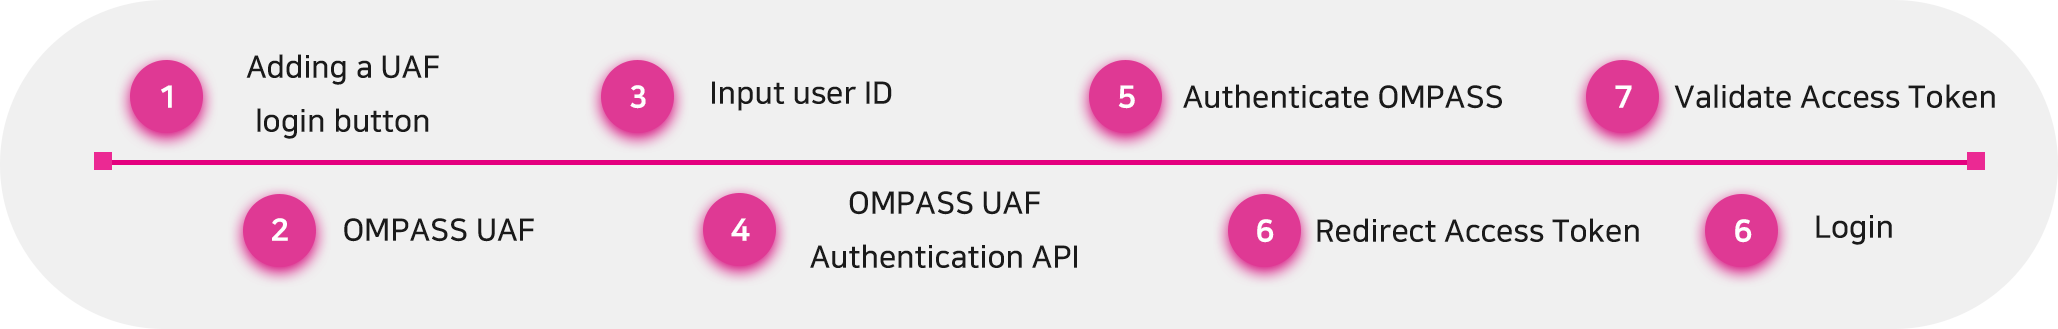 1
Adding a UAF
login button
2
OMPASS UAF
3
Input user ID
4
OMPASS UAF
Authentication API
5
Authenticate OMPASS
6
Redirect Access Token
7
Validate Access Token
6
Login